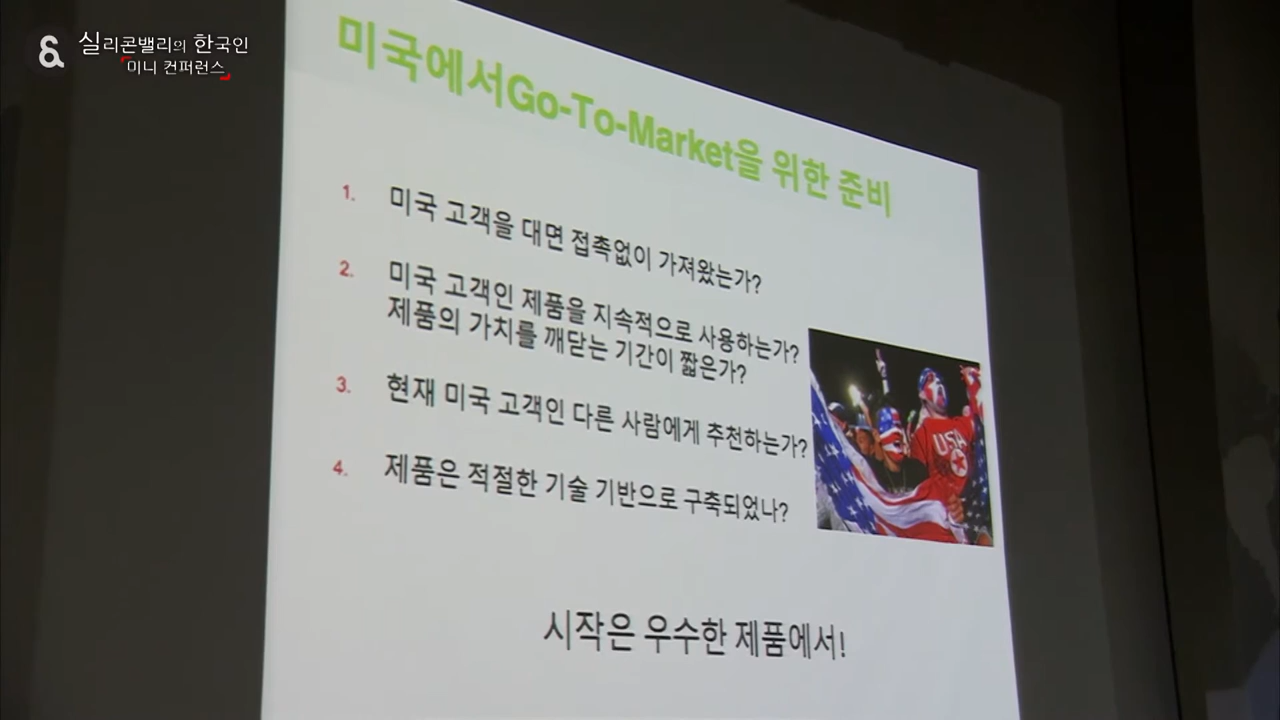 &
실리콘밸리의 한국인
미니 컨퍼런스
미국에서Go-To-Market을 위한 준비
1. 미국 고객을 대면 접촉없이 가져왔는가?
2. 미국 고객인 제품을 지속적으로 사용하는가?
제품의 가치를 깨닫는 기간이 짧은가?
3. 현재 미국 고객인 다른 사람에게 추천하는가?
4. 제품은 적절한 기술 기반으로 구축되었나?
USA
시작은 우수한 제품에서!